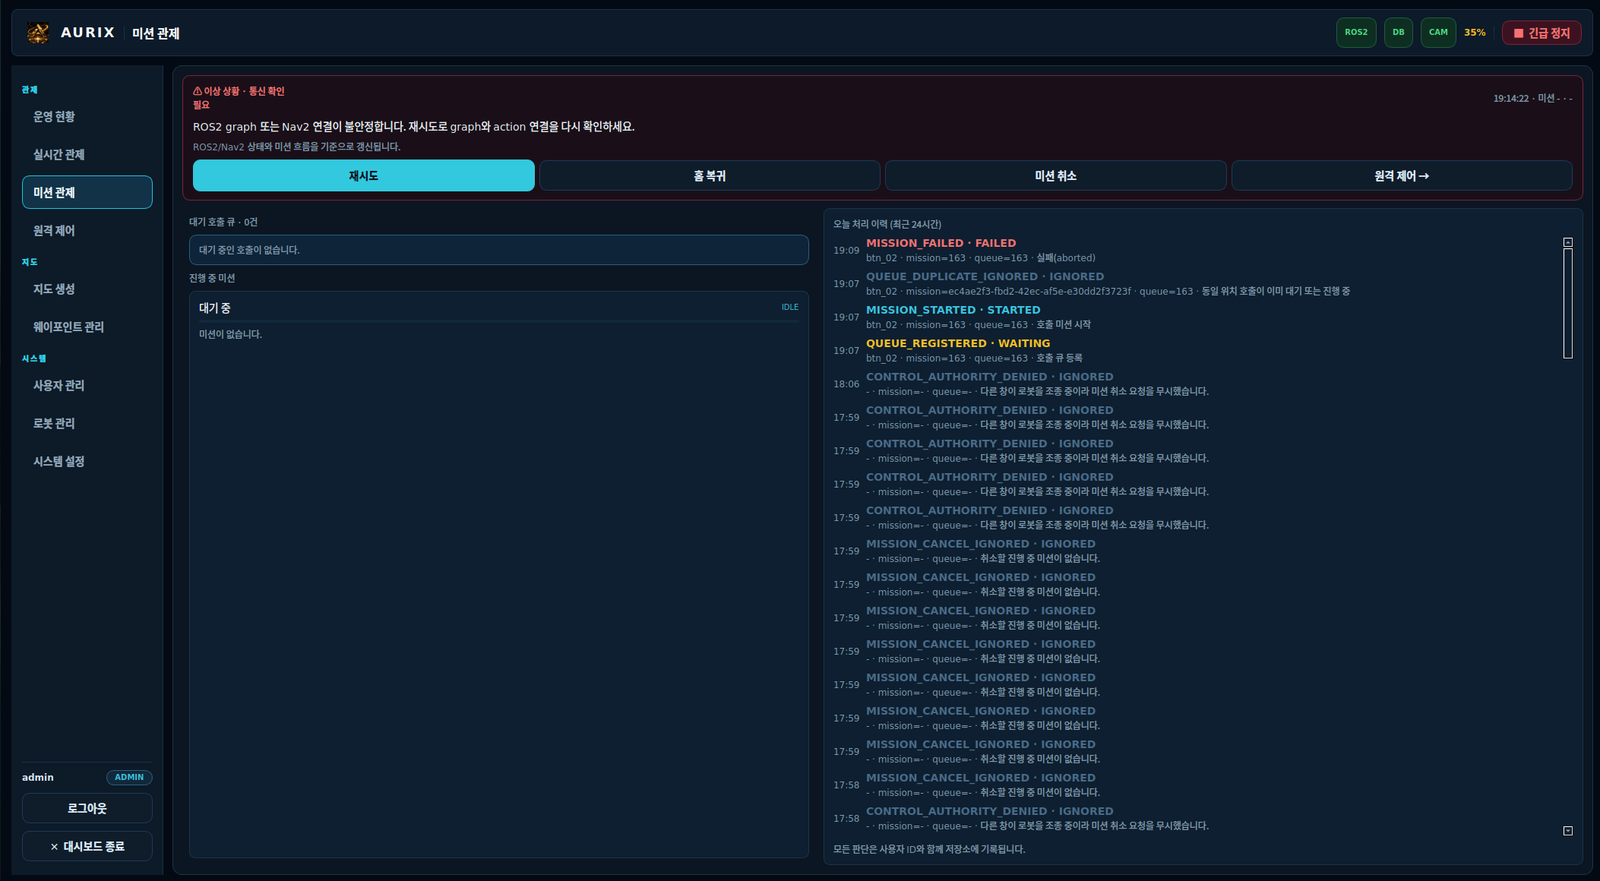 AURIX 미션 관제
ROS2 DB CAM 35% 긴급 정지
관제
운영 현황
실시간 관제
미션 관제
원격 제어
지도
지도 생성
웨이포인트 관리
시스템
사용자 관리
로봇 관리
시스템 설정
admin ADMIN
로그아웃
× 대시보드 종료
⚠ 이상 상황 · 통신 확인
필요
19:14:22 · 미션 - · -
ROS2 graph 또는 Nav2 연결이 불안정합니다. 재시도로 graph와 action 연결을 다시 확인하세요.
ROS2/Nav2 상태와 미션 흐름을 기준으로 갱신됩니다.
재시도 홈 복귀 미션 취소 원격 제어 →
대기 호출 큐 · 0건
대기 중인 호출이 없습니다.
진행 중 미션
대기 중 IDLE
미션이 없습니다.
오늘 처리 이력 (최근 24시간)
19:09 MISSION_FAILED · FAILED
btn_02 · mission=163 · queue=163 · 실패(aborted)
19:07 QUEUE_DUPLICATE_IGNORED · IGNORED
btn_02 · mission=ec4ae2f3-fbd2-42ec-af5e-e30dd2f3723f · queue=163 · 동일 위치 호출이 이미 대기 또는 진행 중
19:07 MISSION_STARTED · STARTED
btn_02 · mission=163 · queue=163 · 호출 미션 시작
19:07 QUEUE_REGISTERED · WAITING
btn_02 · mission=163 · queue=163 · 호출 큐 등록
18:06 CONTROL_AUTHORITY_DENIED · IGNORED
- · mission=- · queue=- · 다른 창이 로봇을 조종 중이라 미션 취소 요청을 무시했습니다.
17:59 CONTROL_AUTHORITY_DENIED · IGNORED
- · mission=- · queue=- · 다른 창이 로봇을 조종 중이라 미션 취소 요청을 무시했습니다.
17:59 CONTROL_AUTHORITY_DENIED · IGNORED
- · mission=- · queue=- · 다른 창이 로봇을 조종 중이라 미션 취소 요청을 무시했습니다.
17:59 CONTROL_AUTHORITY_DENIED · IGNORED
- · mission=- · queue=- · 다른 창이 로봇을 조종 중이라 미션 취소 요청을 무시했습니다.
17:59 CONTROL_AUTHORITY_DENIED · IGNORED
- · mission=- · queue=- · 다른 창이 로봇을 조종 중이라 미션 취소 요청을 무시했습니다.
17:59 MISSION_CANCEL_IGNORED · IGNORED
- · mission=- · queue=- · 취소할 진행 중 미션이 없습니다.
17:59 MISSION_CANCEL_IGNORED · IGNORED
- · mission=- · queue=- · 취소할 진행 중 미션이 없습니다.
17:59 MISSION_CANCEL_IGNORED · IGNORED
- · mission=- · queue=- · 취소할 진행 중 미션이 없습니다.
17:59 MISSION_CANCEL_IGNORED · IGNORED
- · mission=- · queue=- · 취소할 진행 중 미션이 없습니다.
17:59 MISSION_CANCEL_IGNORED · IGNORED
- · mission=- · queue=- · 취소할 진행 중 미션이 없습니다.
17:59 MISSION_CANCEL_IGNORED · IGNORED
- · mission=- · queue=- · 취소할 진행 중 미션이 없습니다.
17:59 MISSION_CANCEL_IGNORED · IGNORED
- · mission=- · queue=- · 취소할 진행 중 미션이 없습니다.
17:58 MISSION_CANCEL_IGNORED · IGNORED
- · mission=- · queue=- · 취소할 진행 중 미션이 없습니다.
17:58 CONTROL_AUTHORITY_DENIED · IGNORED
- · mission=- · queue=- · 다른 창이 로봇을 조종 중이라 미션 취소 요청을 무시했습니다.
모든 판단은 사용자 ID와 함께 저장소에 기록됩니다.